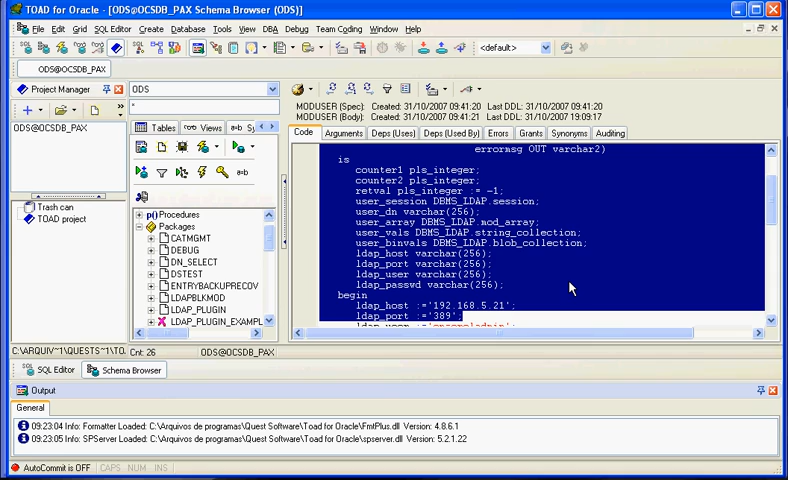 TOAD for Oracle - [ODS@OCSDB_PAX Schema Browser (ODS)]
File Edit Grid SQL Editor Create Database Tools View DBA Debug Team Coding Window Help
<default>
ODS@OCSDB_PAX
Project Manager
ODS@OCSDB_PAX
Trash can
TOAD project
ODS
*
Tables Views
p() Procedures
Packages
CATMGMT
DEBUG
DN_SELECT
DSTEST
ENTRYBACKUPRECOV
LDAPBLKMOD
LDAP_PLUGIN
LDAP_PLUGIN_EXAMPL
MODUSER (Spec): Created: 31/10/2007 09:41:20 Last DDL: 31/10/2007 09:41:20
MODUSER (Body): Created: 31/10/2007 09:41:21 Last DDL: 31/10/2007 19:09:17
Code Arguments Deps (Uses) Deps (Used By) Errors Grants Synonyms Auditing
errormsg OUT varchar2)
is
counter1 pls_integer;
counter2 pls_integer;
retval pls_integer := -1;
user_session DBMS_LDAP.session;
user_dn varchar(256);
user_array DBMS_LDAP.mod_array;
user_vals DBMS_LDAP.string_collection;
user_binvals DBMS_LDAP.blob_collection;
ldap_host varchar(256);
ldap_port varchar(256);
ldap_user varchar(256);
ldap_passwd varchar(256);
begin
ldap_host :='192.168.5.21';
ldap_port :='389';
C:\ARQUIV~1\QUESTS~1\TO. Cnt: 26 ODS@OCSDB_PAX
SQL Editor Schema Browser
Output
General
09:23:04 Info: Formatter Loaded: C:\Arquivos de programas\Quest Software\Toad for Oracle\FmtPlus.dll Version: 4.8.6.1
09:23:05 Info: SPServer Loaded: C:\Arquivos de programas\Quest Software\Toad for Oracle\spserver.dll Version: 5.2.1.22
AutoCommit is OFF CAPS NUM INS